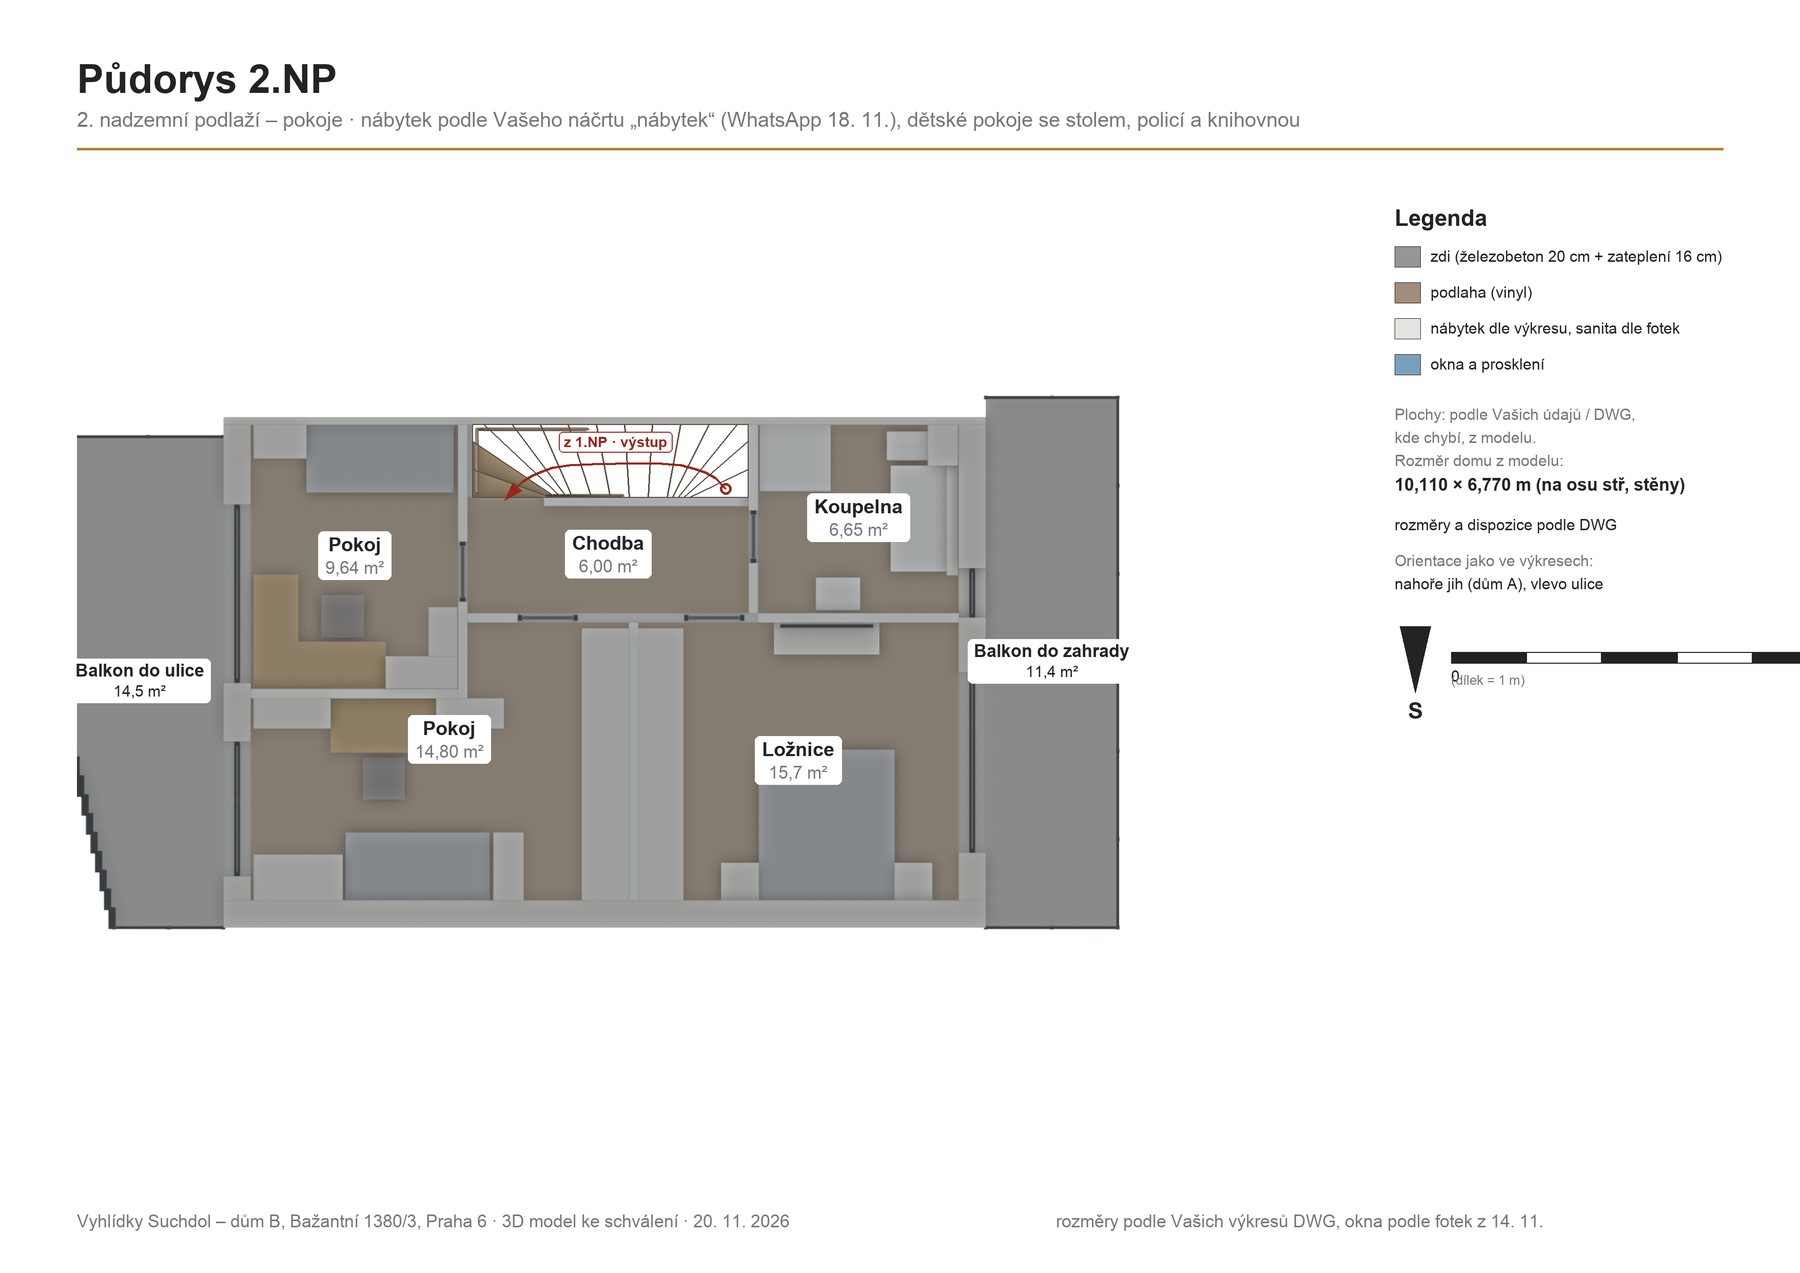 Půdorys 2.NP
2. nadzemní podlaží – pokoje · nábytek podle Vašeho náčrtu „nábytek“ (WhatsApp 18. 11.), dětské pokoje se stolem, policí a knihovnou
Legenda
zdi (železobeton 20 cm + zateplení 16 cm)
podlaha (vinyl)
nábytek dle výkresu, sanita dle fotek
okna a prosklení
Plochy: podle Vašich údajů / DWG,
kde chybí, z modelu.
Rozměr domu z modelu:
10,110 × 6,770 m (na osu stř, stěny)
rozměry a dispozice podle DWG
Orientace jako ve výkresech:
nahoře jih (dům A), vlevo ulice
0
(dílek = 1 m)
S
z 1.NP · výstup
Pokoj
9,64 m²
Chodba
6,00 m²
Koupelna
6,65 m²
Balkon do ulice
14,5 m²
Balkon do zahrady
11,4 m²
Pokoj
14,80 m²
Ložnice
15,7 m²
Vyhlídky Suchdol – dům B, Bažantní 1380/3, Praha 6 · 3D model ke schválení · 20. 11. 2026
rozměry podle Vašich výkresů DWG, okna podle fotek z 14. 11.